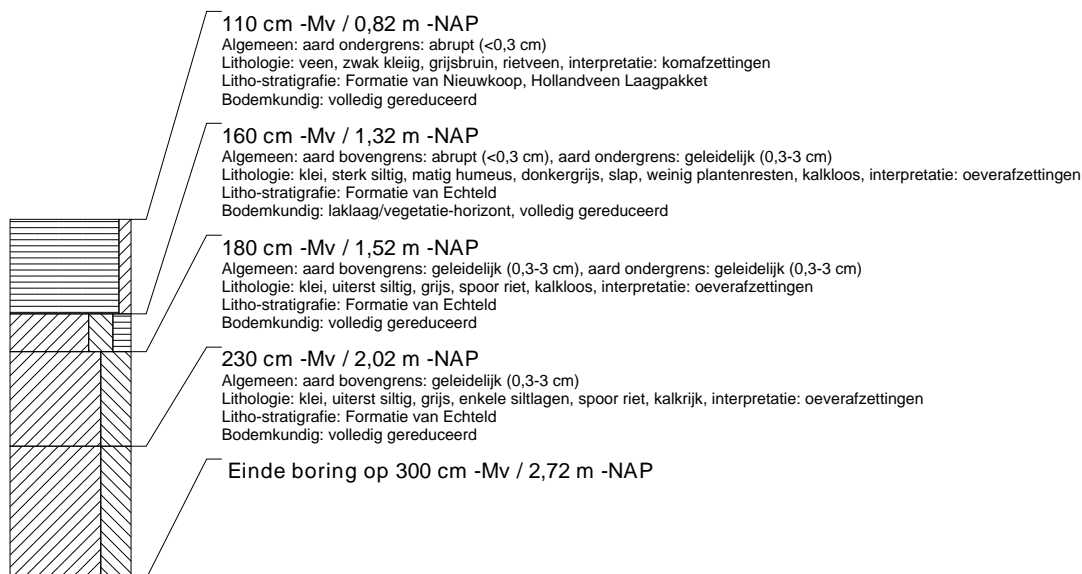 110 cm -Mv / 0,82 m -NAP
Algemeen: aard ondergrens: abrupt (<0,3 cm)
Lithologie: veen, zwak kleiig, grijsbruin, rietveen, interpretatie: komafzettingen
Litho-stratigrafie: Formatie van Nieuwkoop, Hollandveen Laagpakket
Bodemkundig: volledig gereduceerd
160 cm -Mv / 1,32 m -NAP
Algemeen: aard bovengrens: abrupt (<0,3 cm), aard ondergrens: geleidelijk (0,3-3 cm)
Lithologie: klei, sterk siltig, matig humeus, donkergrijs, slap, weinig plantenresten, kalkloos, interpretatie: oeverafzettingen
Litho-stratigrafie: Formatie van Echteld
Bodemkundig: laklaag/vegetatie-horizont, volledig gereduceerd
180 cm -Mv / 1,52 m -NAP
Algemeen: aard bovengrens: geleidelijk (0,3-3 cm), aard ondergrens: geleidelijk (0,3-3 cm)
Lithologie: klei, uiterst siltig, grijs, spoor riet, kalkloos, interpretatie: oeverafzettingen
Litho-stratigrafie: Formatie van Echteld
Bodemkundig: volledig gereduceerd
230 cm -Mv / 2,02 m -NAP
Algemeen: aard bovengrens: geleidelijk (0,3-3 cm)
Lithologie: klei, uiterst siltig, grijs, enkele siltlagen, spoor riet, kalkrijk, interpretatie: oeverafzettingen
Litho-stratigrafie: Formatie van Echteld
Bodemkundig: volledig gereduceerd
Einde boring op 300 cm -Mv / 2,72 m -NAP